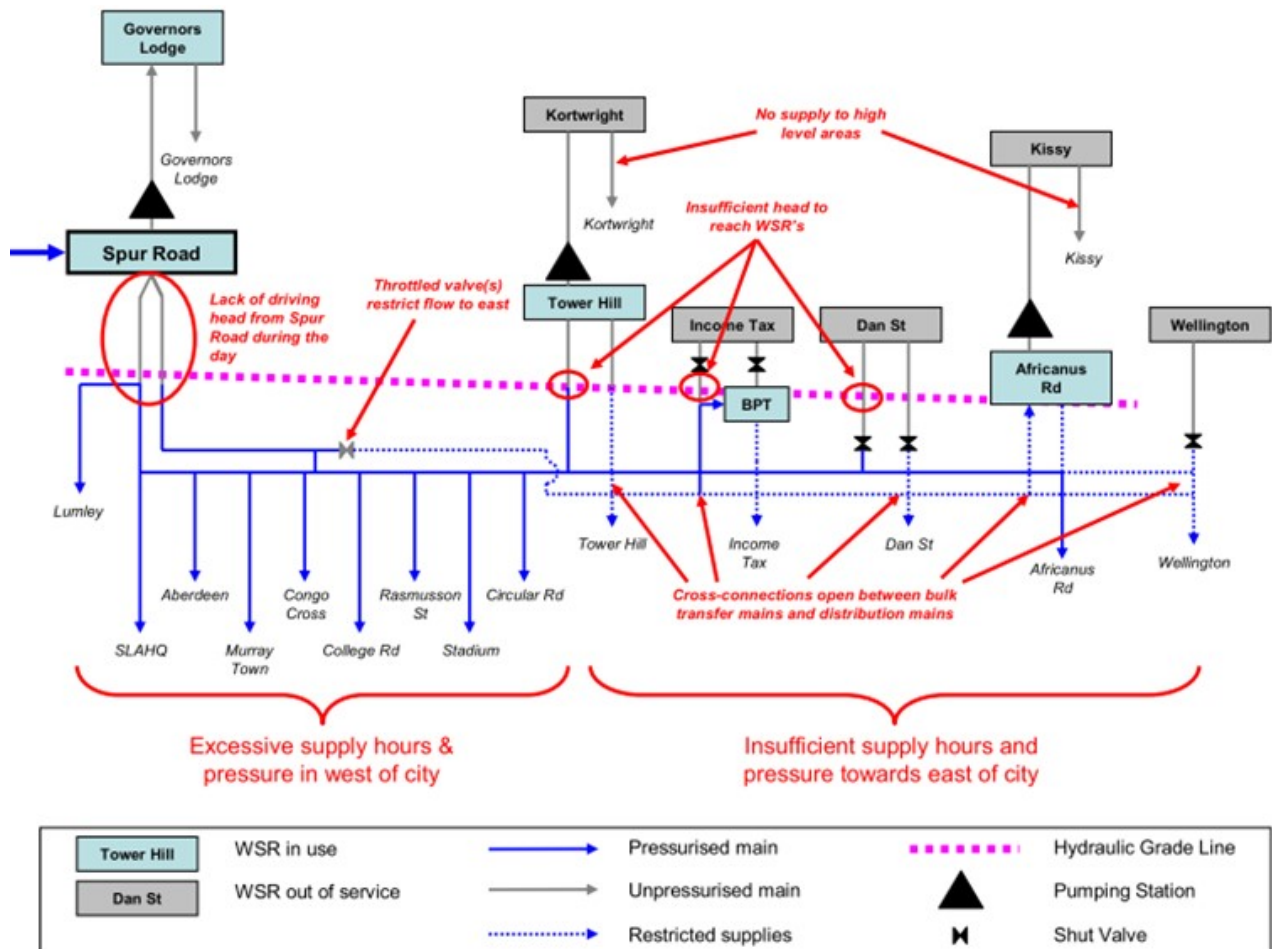 Governors
Lodge
Governors
Lodge
Spur Road
Lack of driving
head from Spur
Road during the
day
Throttled valve(s)
restrict flow to east
Kortwright
Kortwright
No supply to high
level areas
Insufficient head to
reach WSR's
Kissy
Kissy
Tower Hill
Income Tax
Dan St
Wellington
BPT
Africanus
Rd
Lumley
Tower Hill
Income
Tax
Dan St
Africanus
Rd
Wellington
Aberdeen
Congo
Cross
Rasmusson
St
Circular Rd
Cross-connections open between bulk
transfer mains and distribution mains
SLAHQ
Murray
Town
College Rd
Stadium
Excessive supply hours &
pressure in west of city
Insufficient supply hours and
pressure towards east of city
Tower Hill
WSR in use
Pressurised main
Hydraulic Grade Line
Dan St
WSR out of service
Unpressurised main
Pumping Station
Restricted supplies
Shut Valve